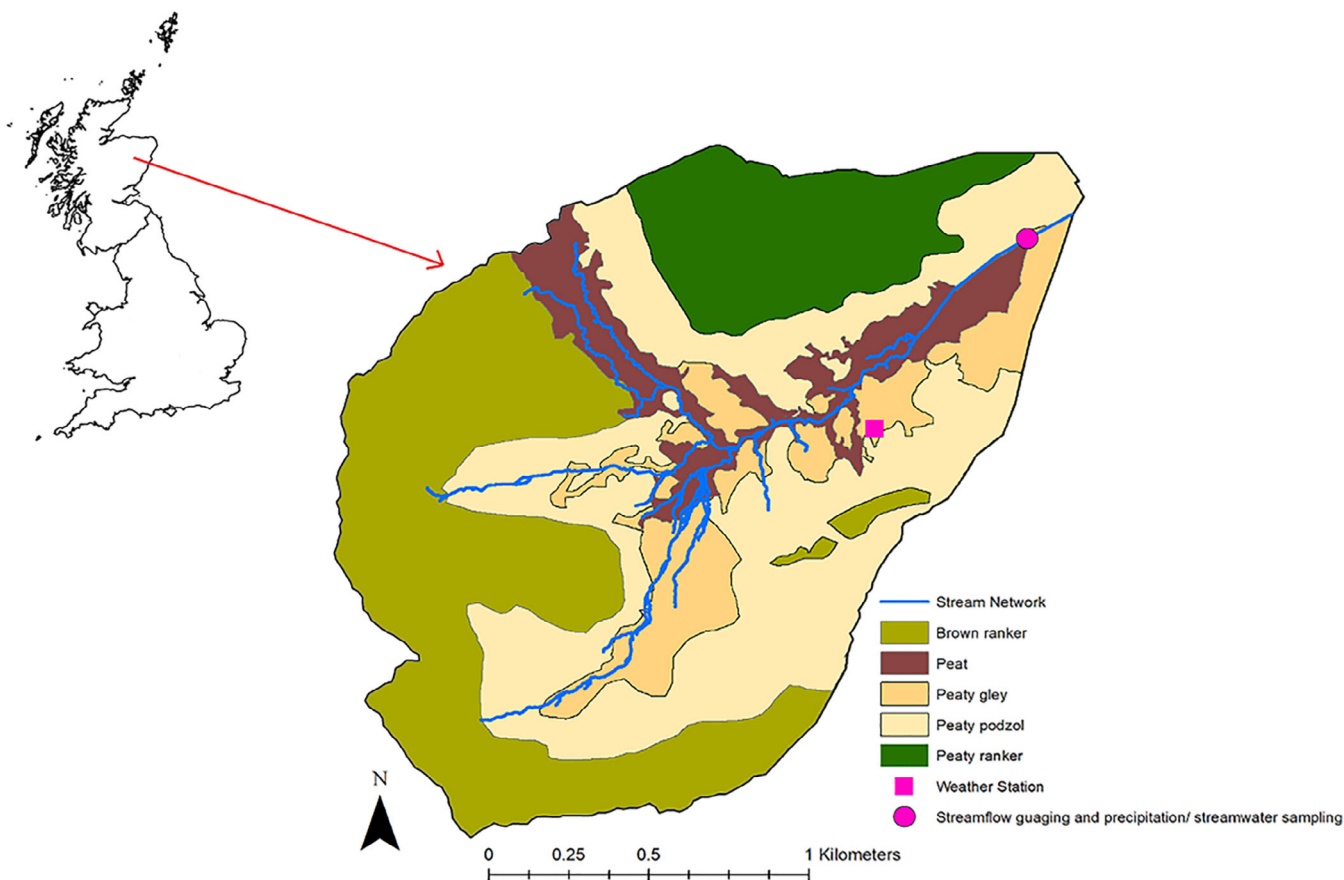 Stream Network
Brown ranker
Peat
Peaty gley
Peaty podzol
Peaty ranker
Weather Station
Streamflow guaging and precipitation/ streamwater sampling
N
0 0.25 0.5 1 Kilometers